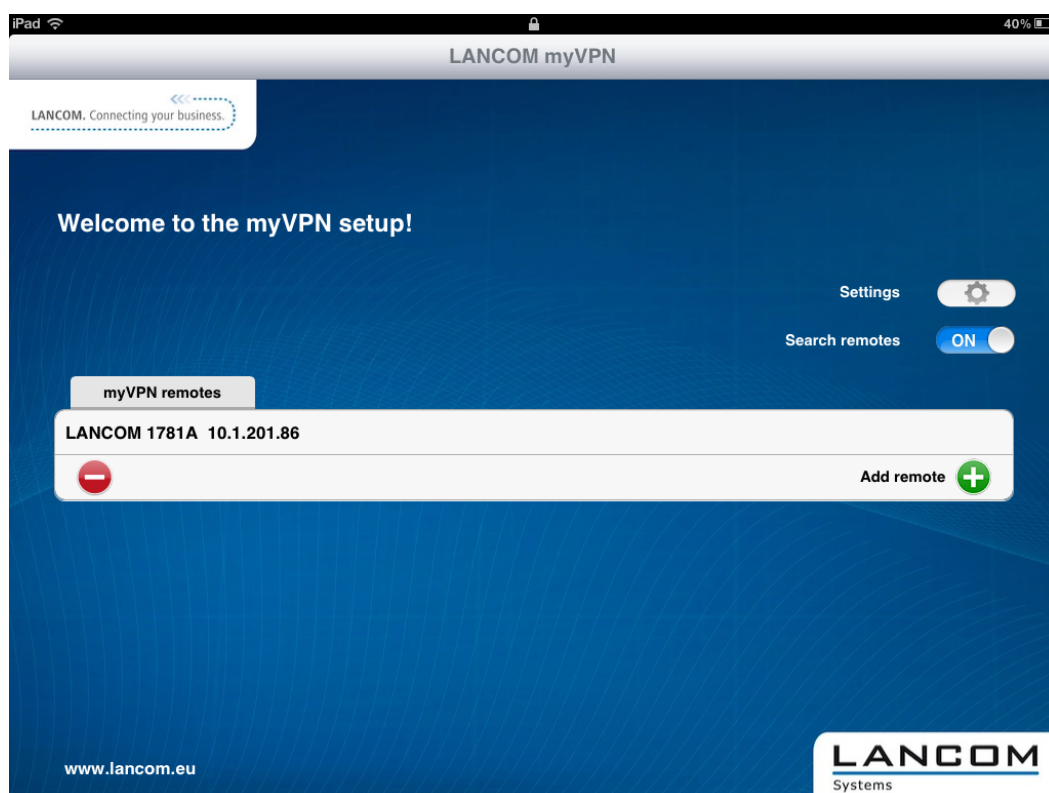 iPad 40%
LANCOM myVPN
LANCOM. Connecting your business.
Welcome to the myVPN setup!
Settings
Search remotes ON
myVPN remotes
LANCOM 1781A 10.1.201.86
Add remote
www.lancom.eu
LANCOM
Systems